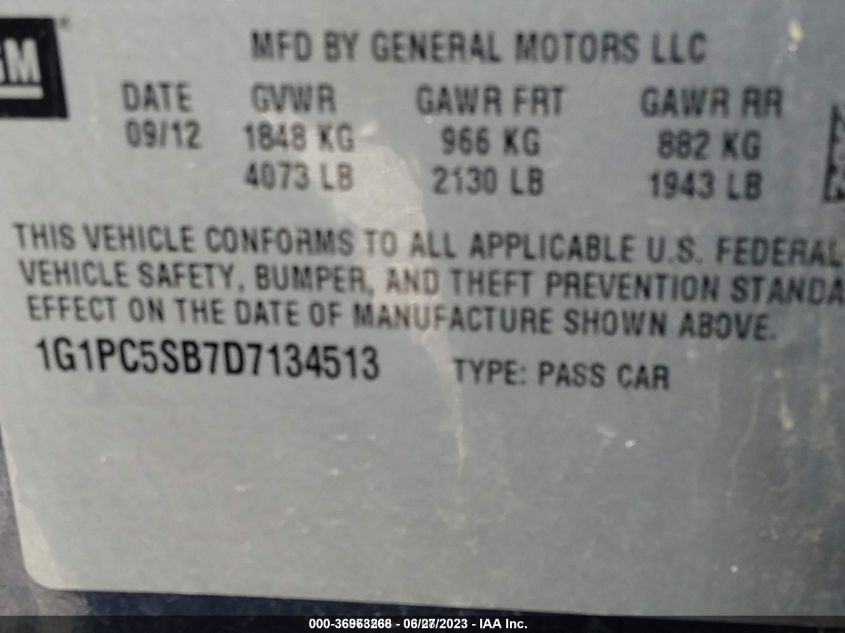 GM
MFD BY GENERAL MOTORS LLC
DATE GVWR GAWR FRT GAWR RR
09/12 1848 KG 966 KG 882 KG
4073 LB 2130 LB 1943 LB
THIS VEHICLE CONFORMS TO ALL APPLICABLE U.S. FEDERAL
VEHICLE SAFETY, BUMPER, AND THEFT PREVENTION STANDA
EFFECT ON THE DATE OF MANUFACTURE SHOWN ABOVE.
1G1PC5SB7D7134513 TYPE: PASS CAR
- IAA Inc.